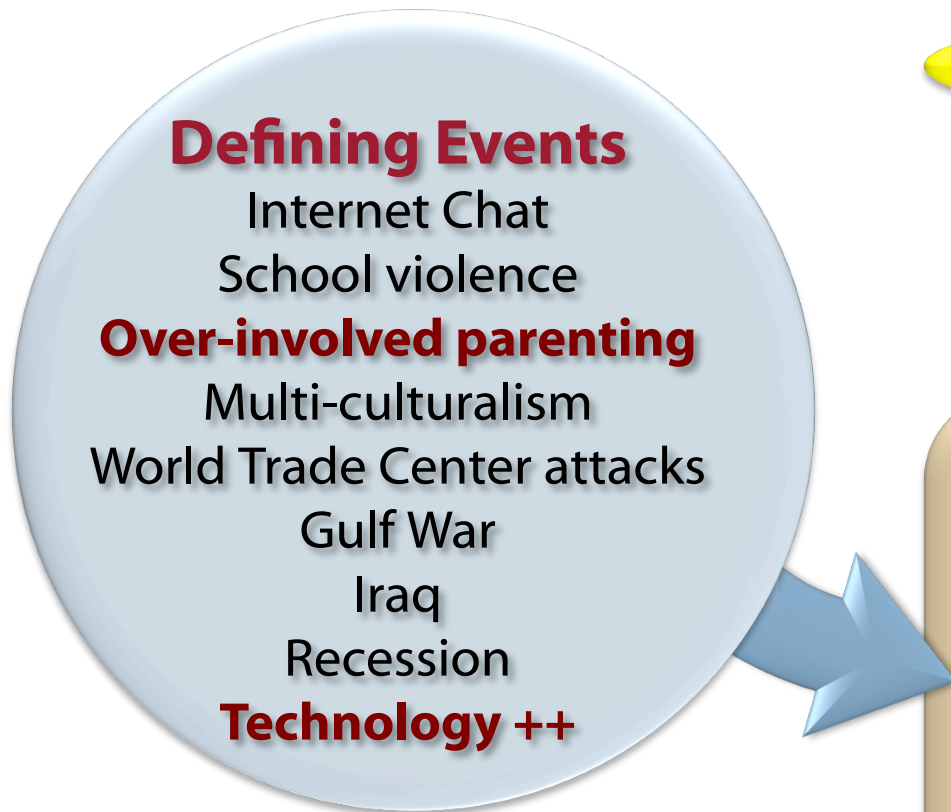 Defining Events
Internet Chat
School violence
Over-involved parenting
Multi-culturalism
World Trade Center attacks
Gulf War
Iraq
Recession
Technology ++